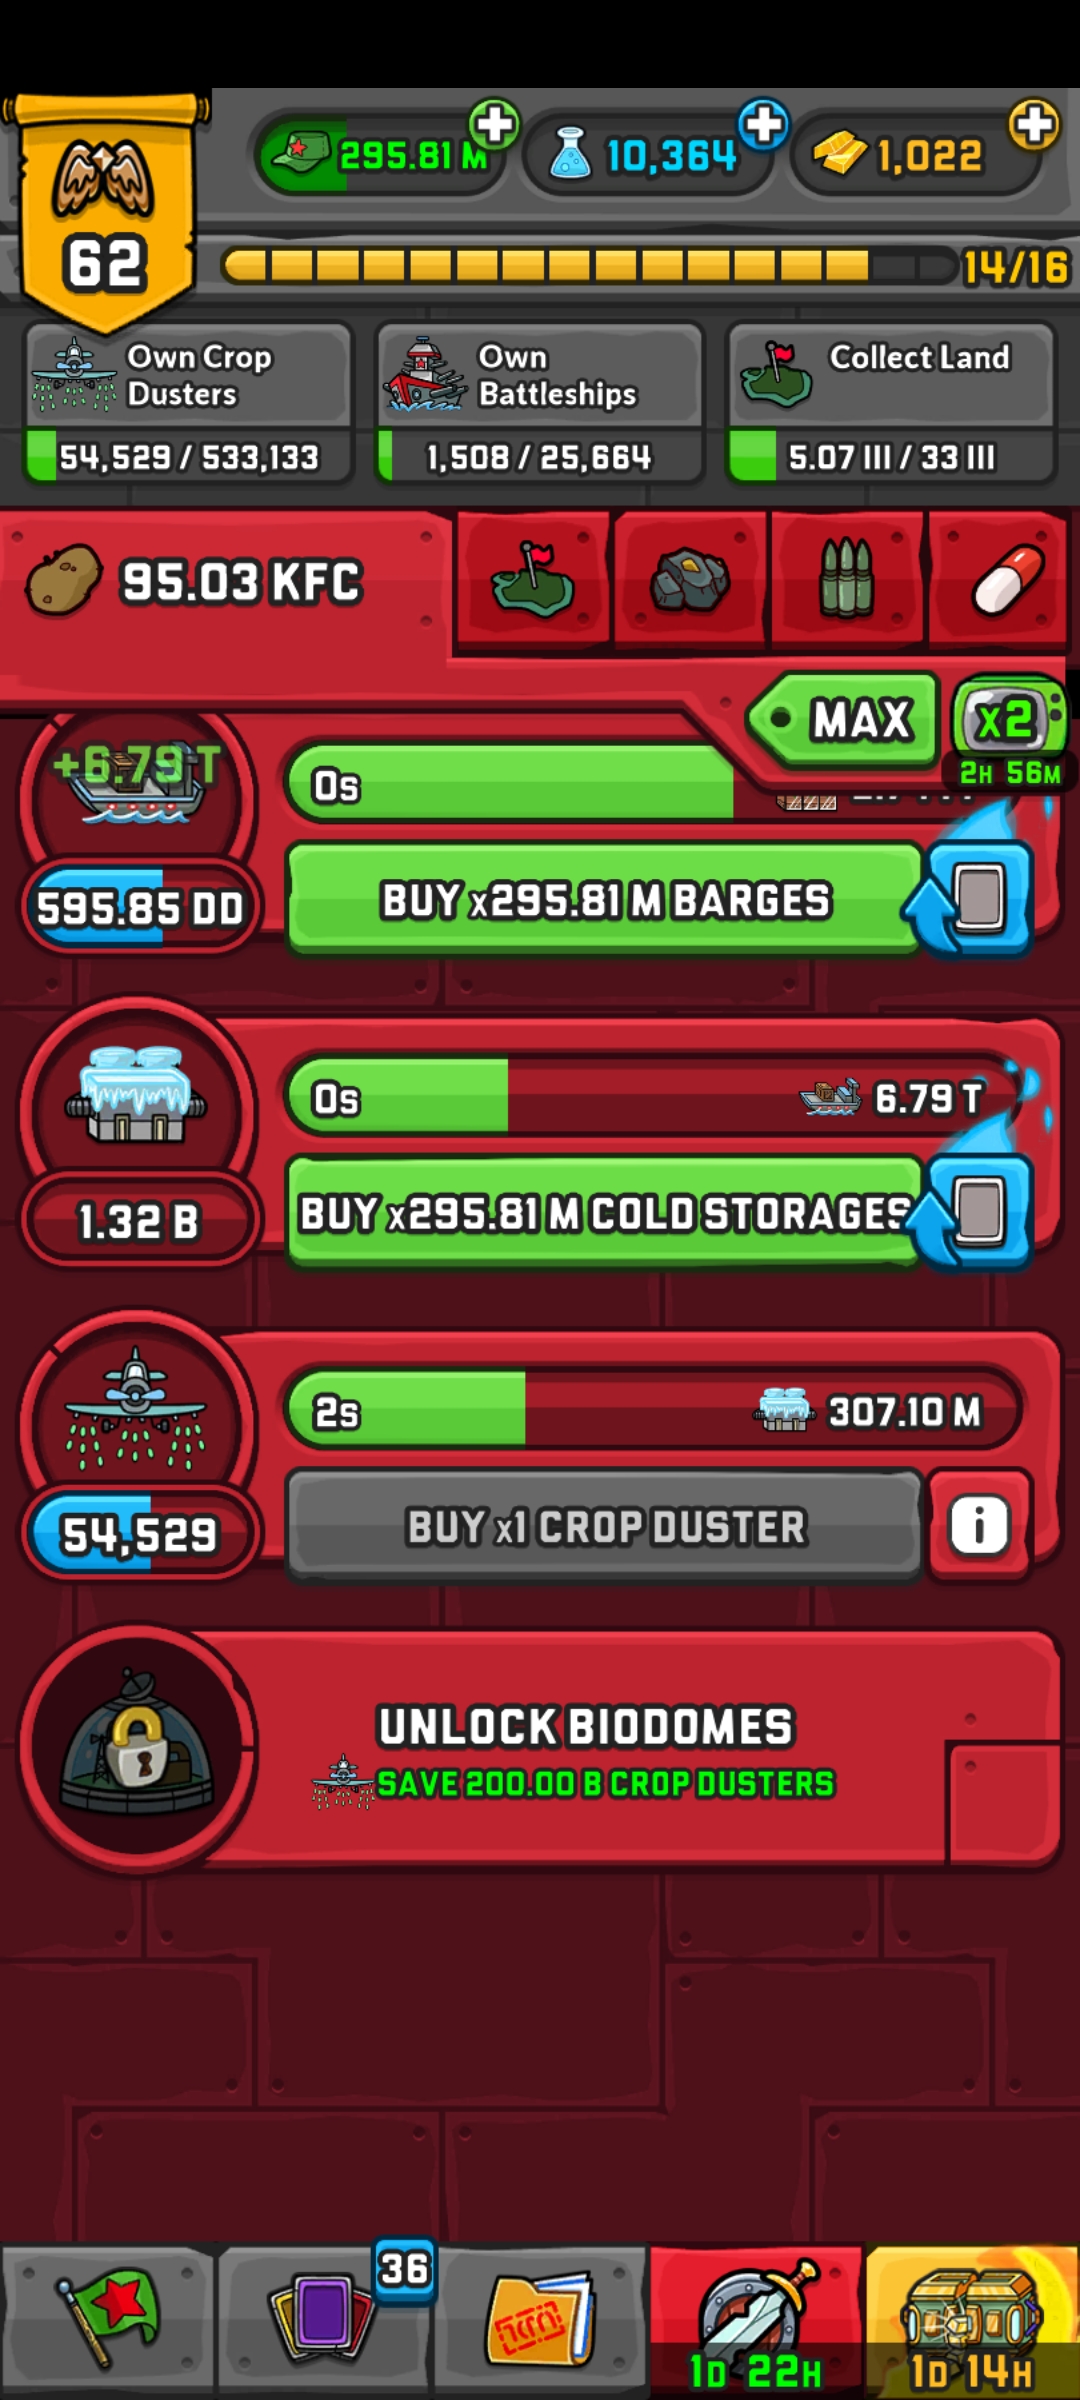 295.81 M
10,364
1,022
62
14/16
Own Crop
Dusters
54,529 / 533,133
Own
Battleships
1,508 / 25,664
Collect Land
5.07 III / 33 III
95.03 KFC
MAX
x2
2H 56M
+6.79 T
0s
595.85 DD
BUY x295.81 M BARGES
0s
6.79 T
1.32 B
BUY x295.81 M COLD STORAGES
2s
307.10 M
54,529
BUY x1 CROP DUSTER
i
UNLOCK BIODOMES
SAVE 200.00 B CROP DUSTERS
36
1D 22H
1D 14H